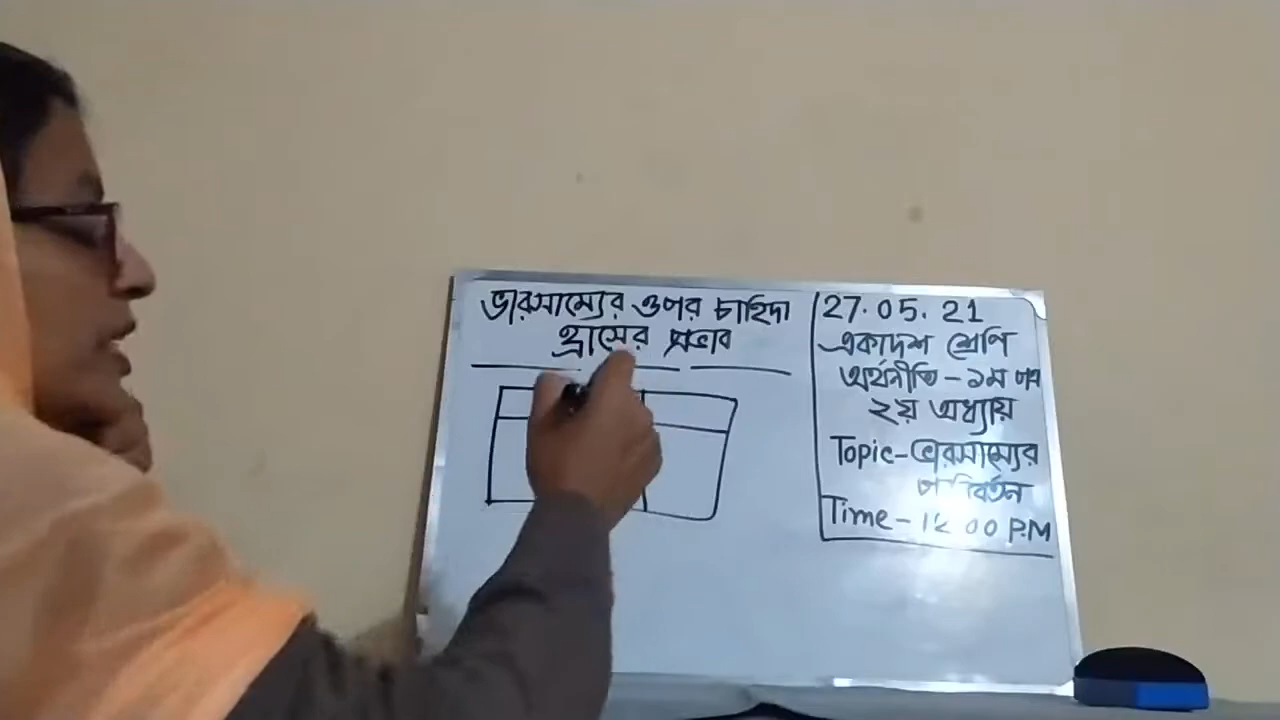 ভারসাম্যের ওপর চাহিদা
হ্রাসের প্রভাব
27.05.21
একাদশ শ্রেণি
অর্থনীতি - ১ম পত্র
২য় অধ্যায়
Topic - ভারসাম্যের
পরিবর্তন
Time - 12 00 P.M